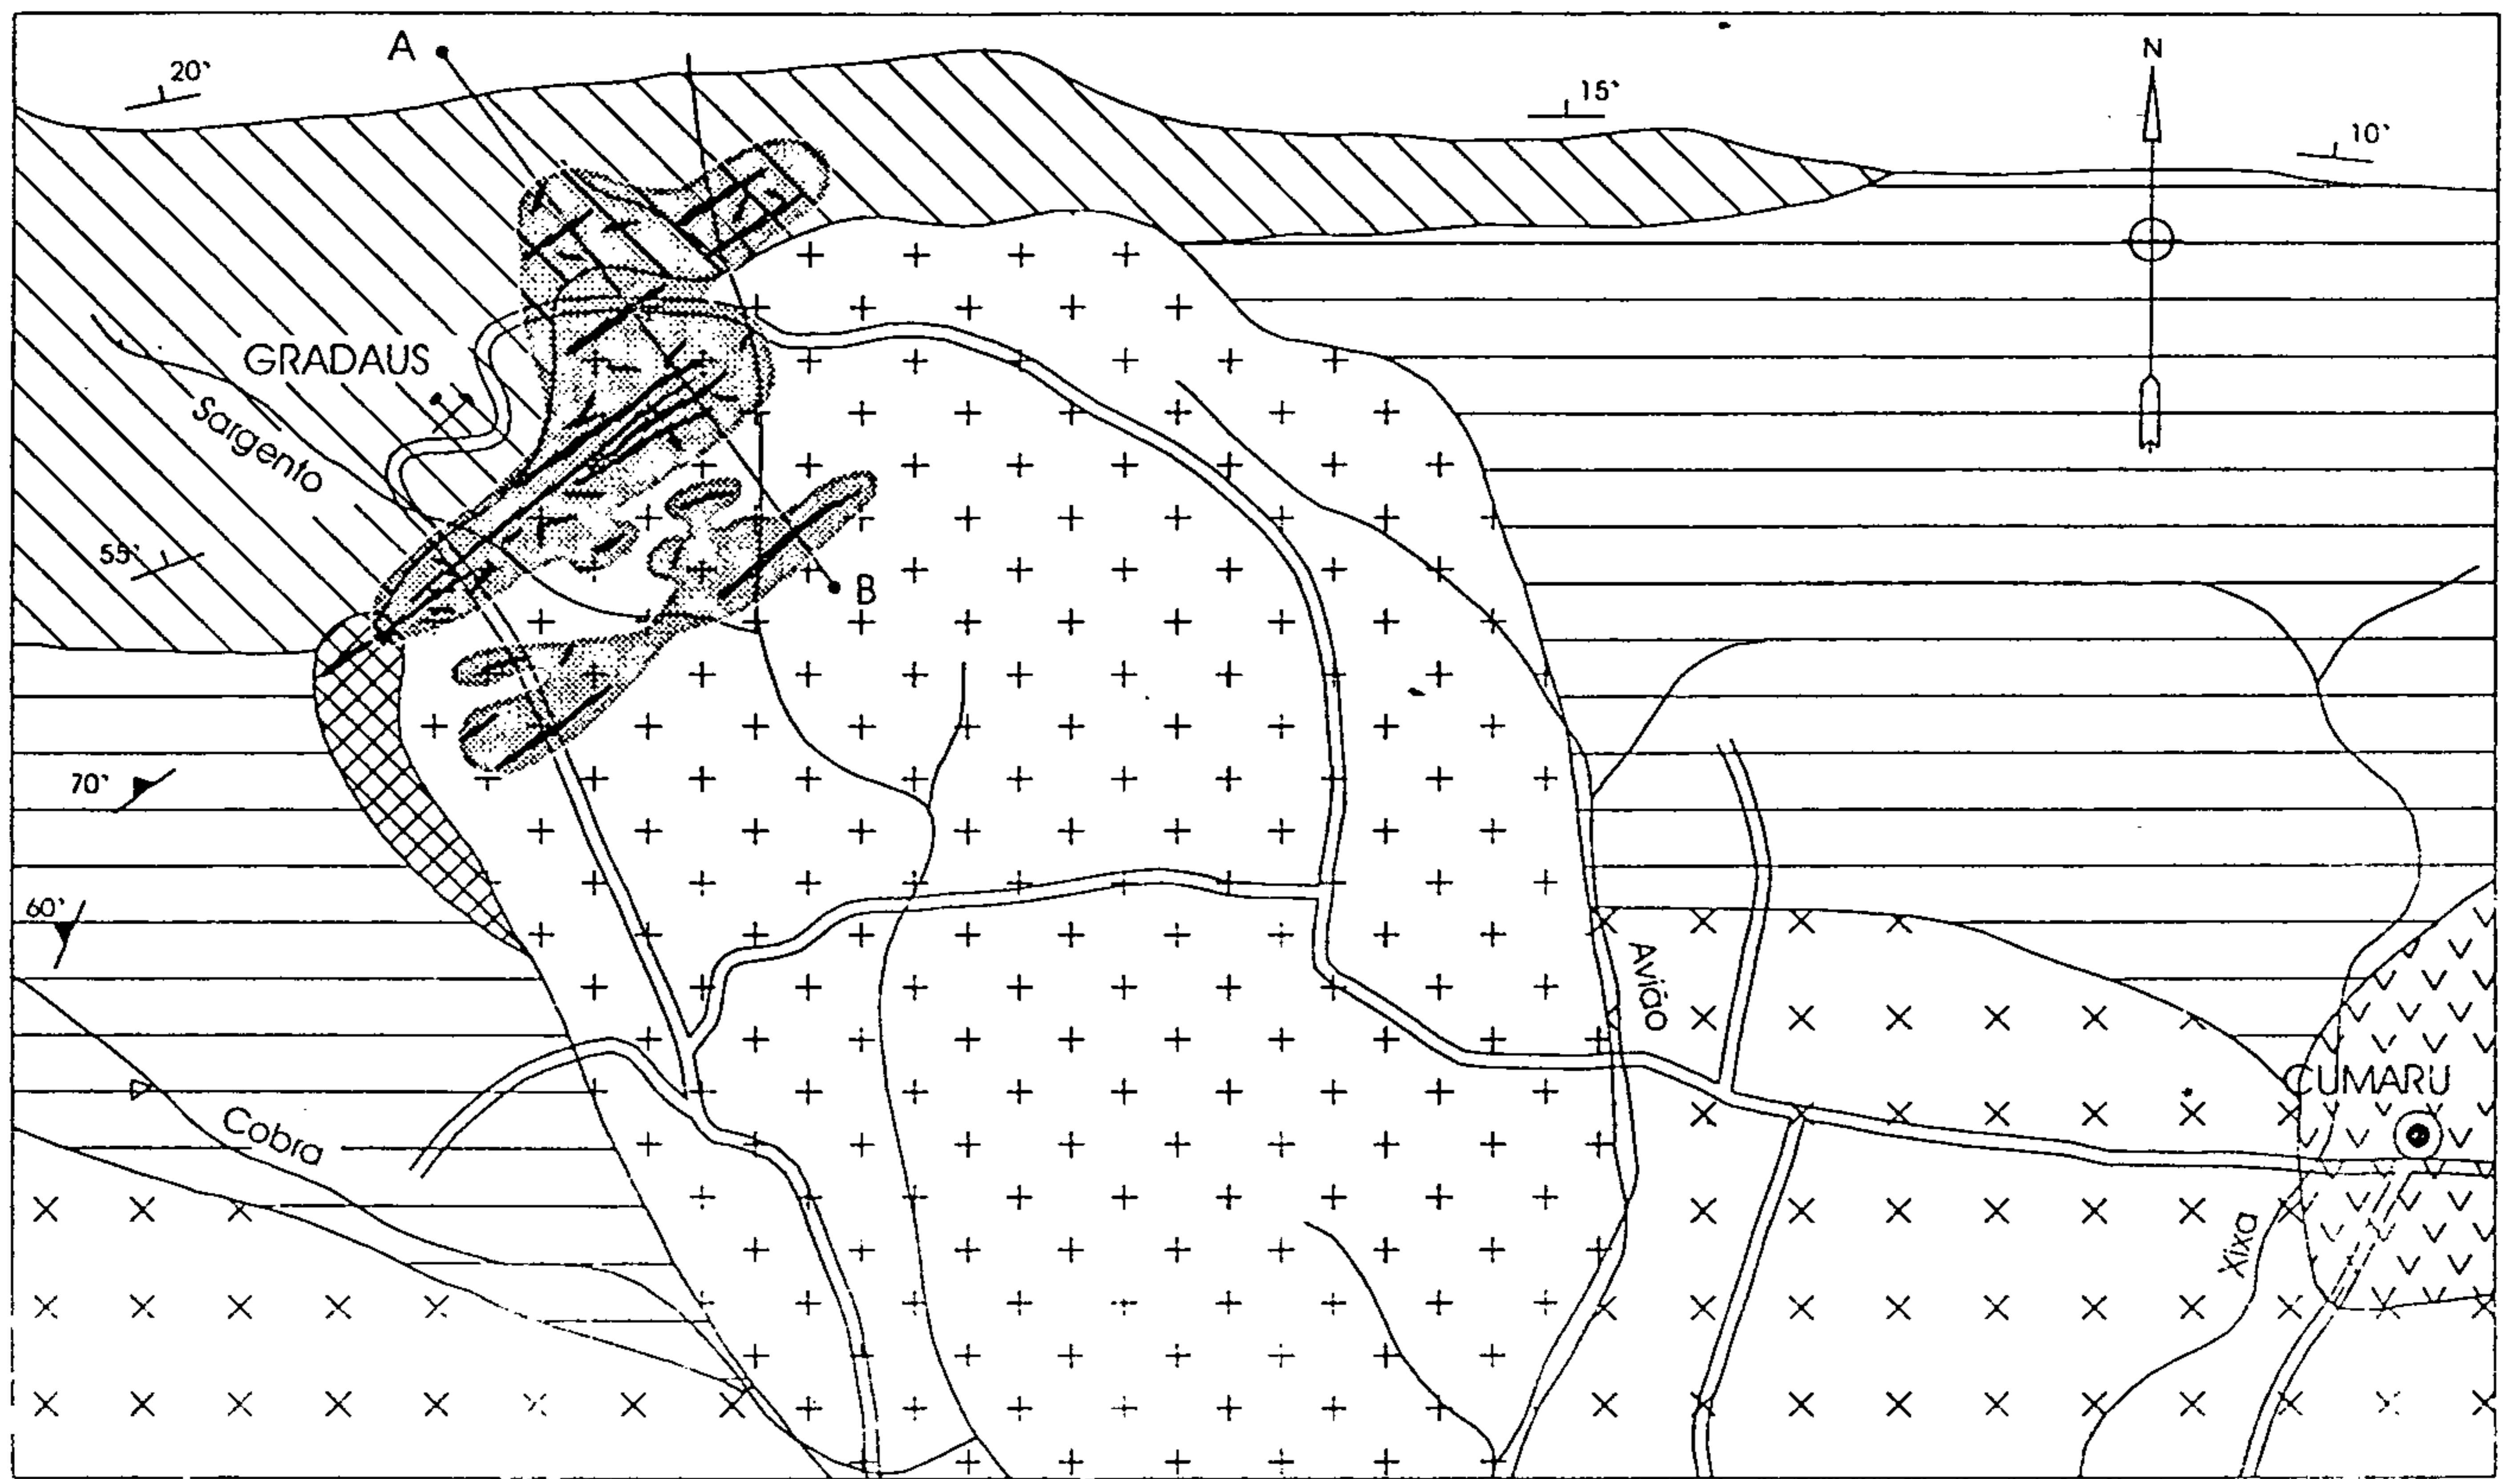 A
20'
15'
N
10'
GRADAUS
Sargento
55'
B
70'
60'
Avião
CUMARU
Cobra
Xixa